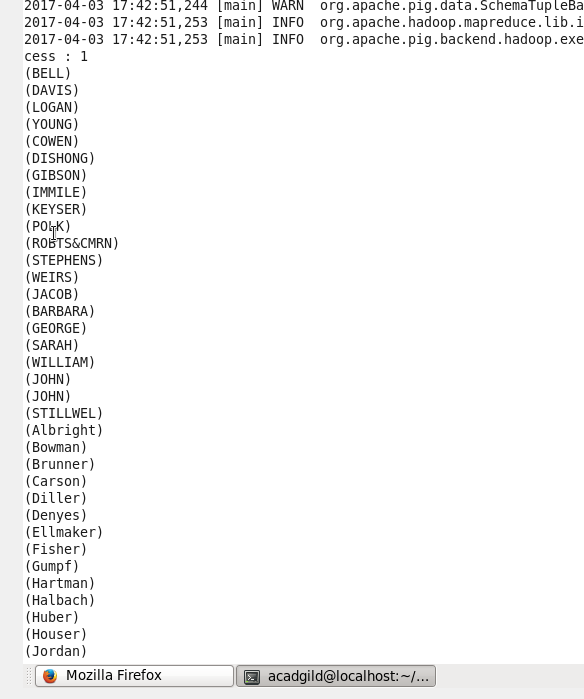 2017-04-03 17:42:51,244 [main] WARN  org.apache.pig.data.SchemaTupleBa
2017-04-03 17:42:51,253 [main] INFO  org.apache.hadoop.mapreduce.lib.i
2017-04-03 17:42:51,253 [main] INFO  org.apache.pig.backend.hadoop.exe
cess : 1
(BELL)
(DAVIS)
(LOGAN)
(YOUNG)
(COWEN)
(DISHONG)
(GIBSON)
(IMMILE)
(KEYSER)
(POLK)
(ROBTS&CMRN)
(STEPHENS)
(WEIRS)
(JACOB)
(BARBARA)
(GEORGE)
(SARAH)
(WILLIAM)
(JOHN)
(JOHN)
(STILLWEL)
(Albright)
(Bowman)
(Brunner)
(Carson)
(Diller)
(Denyes)
(Ellmaker)
(Fisher)
(Gumpf)
(Hartman)
(Halbach)
(Huber)
(Houser)
(Jordan)
Mozilla Firefox
acadgild@localhost:~/...